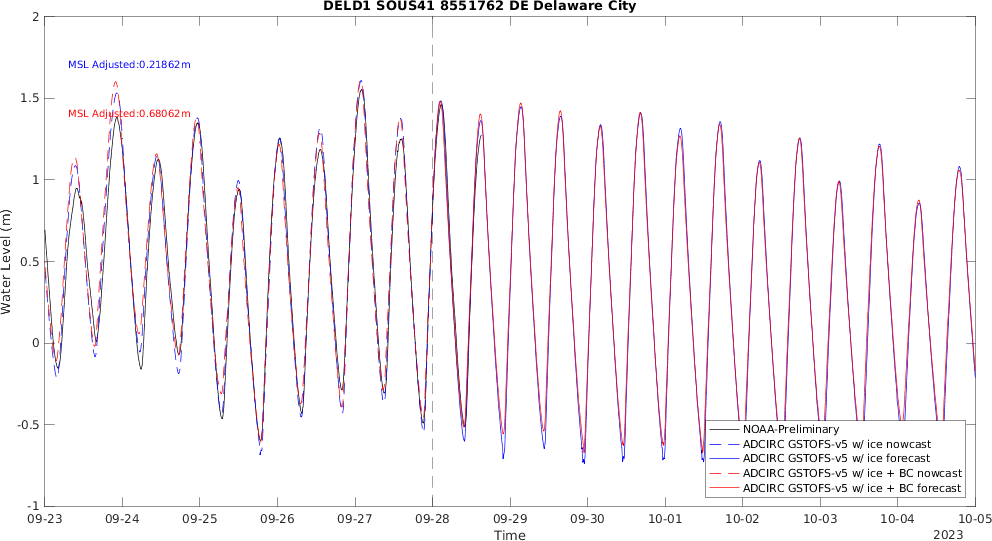 DELD1 SOUS41 8551762 DE Delaware City
2
1.5
1
0.5
0
-0.5
-1
Water Level (m)
MSL Adjusted:0.21862m
MSL Adjusted:0.68062m
NOAA-Preliminary
ADCIRC GSTOFS-v5 w/ ice nowcast
ADCIRC GSTOFS-v5 w/ ice forecast
ADCIRC GSTOFS-v5 w/ ice + BC nowcast
ADCIRC GSTOFS-v5 w/ ice + BC forecast
09-23 09-24 09-25 09-26 09-27 09-28 09-29 09-30 10-01 10-02 10-03 10-04 10-05
Time
2023